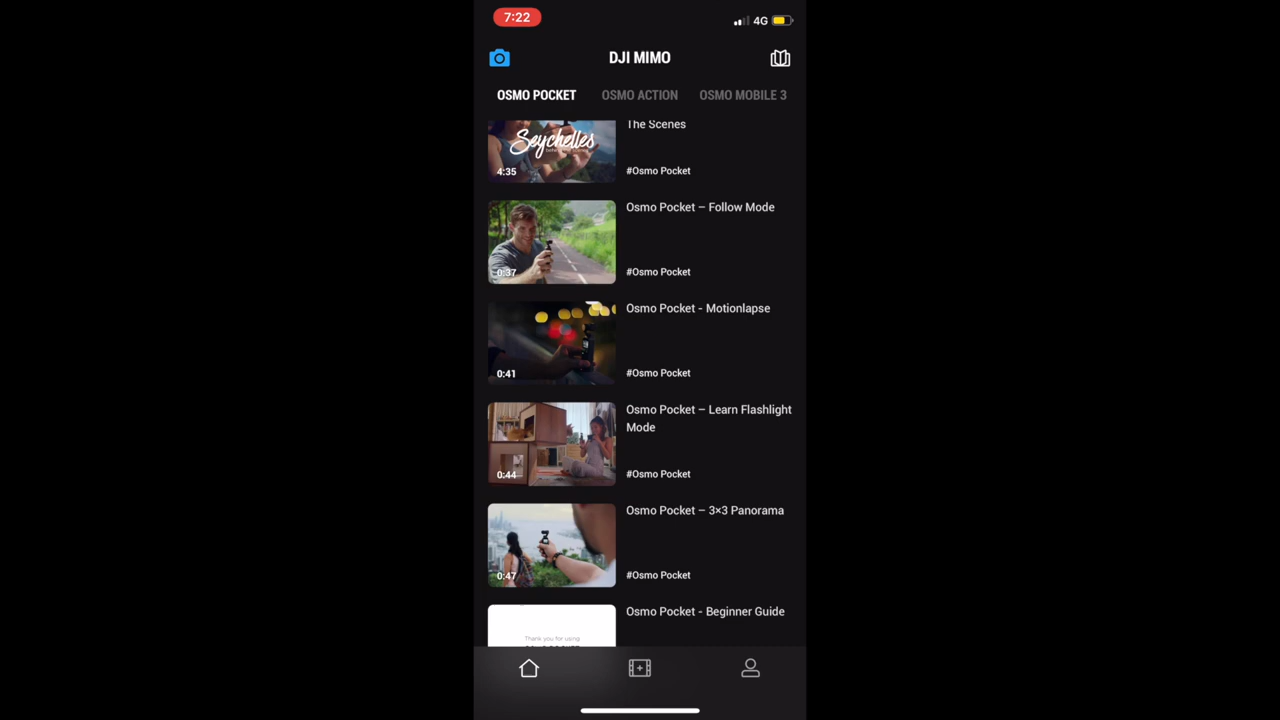 7:22
4G
DJI MIMO
OSMO POCKET
OSMO ACTION
OSMO MOBILE 3
Seychelles
4:35
The Scenes
#Osmo Pocket
0:37
Osmo Pocket – Follow Mode
#Osmo Pocket
0:41
Osmo Pocket - Motionlapse
#Osmo Pocket
0:44
Osmo Pocket – Learn Flashlight
Mode
#Osmo Pocket
0:47
Osmo Pocket – 3×3 Panorama
#Osmo Pocket
Thank you for using
Osmo Pocket - Beginner Guide